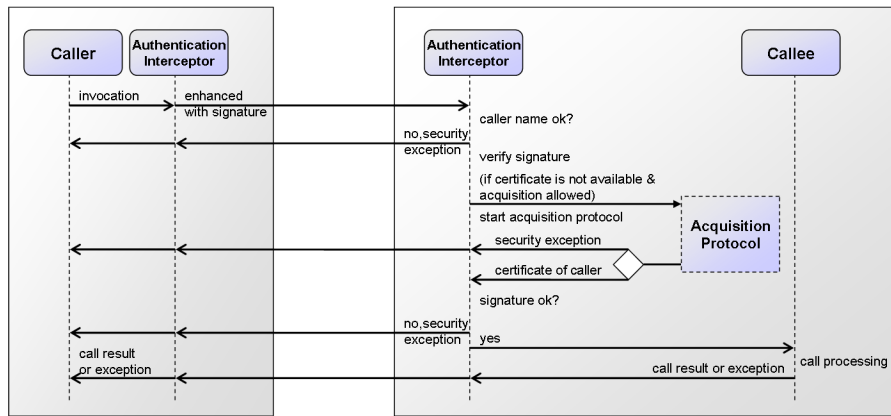 Caller
Authentication
Interceptor
Authentication
Interceptor
Callee
invocation
enhanced
with signature
caller name ok?
no,security
exception
verify signature
(if certificate is not available &
acquisition allowed)
start acquisition protocol
Acquisition
Protocol
security exception
certificate of caller
signature ok?
no,security
exception
yes
call result
or exception
call processing
call result or exception